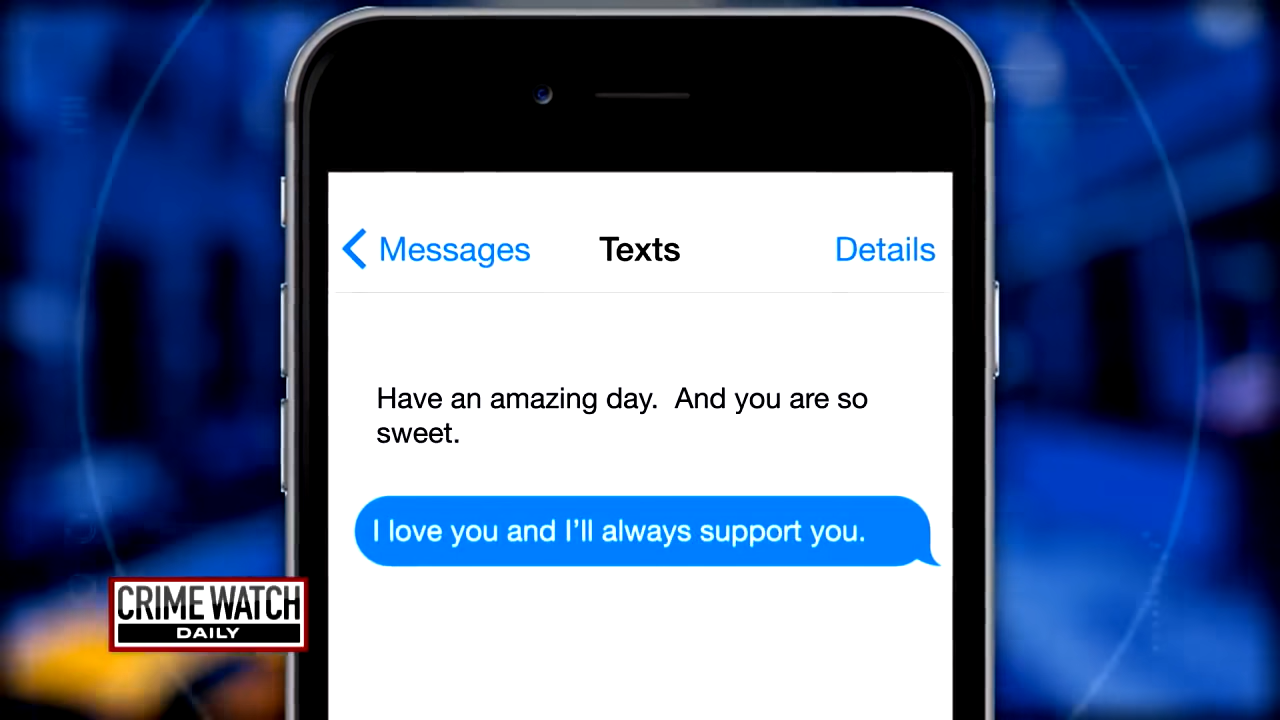 Messages Texts Details
Have an amazing day.  And you are so
sweet.
I love you and I'll always support you.
CRIME WATCH
DAILY